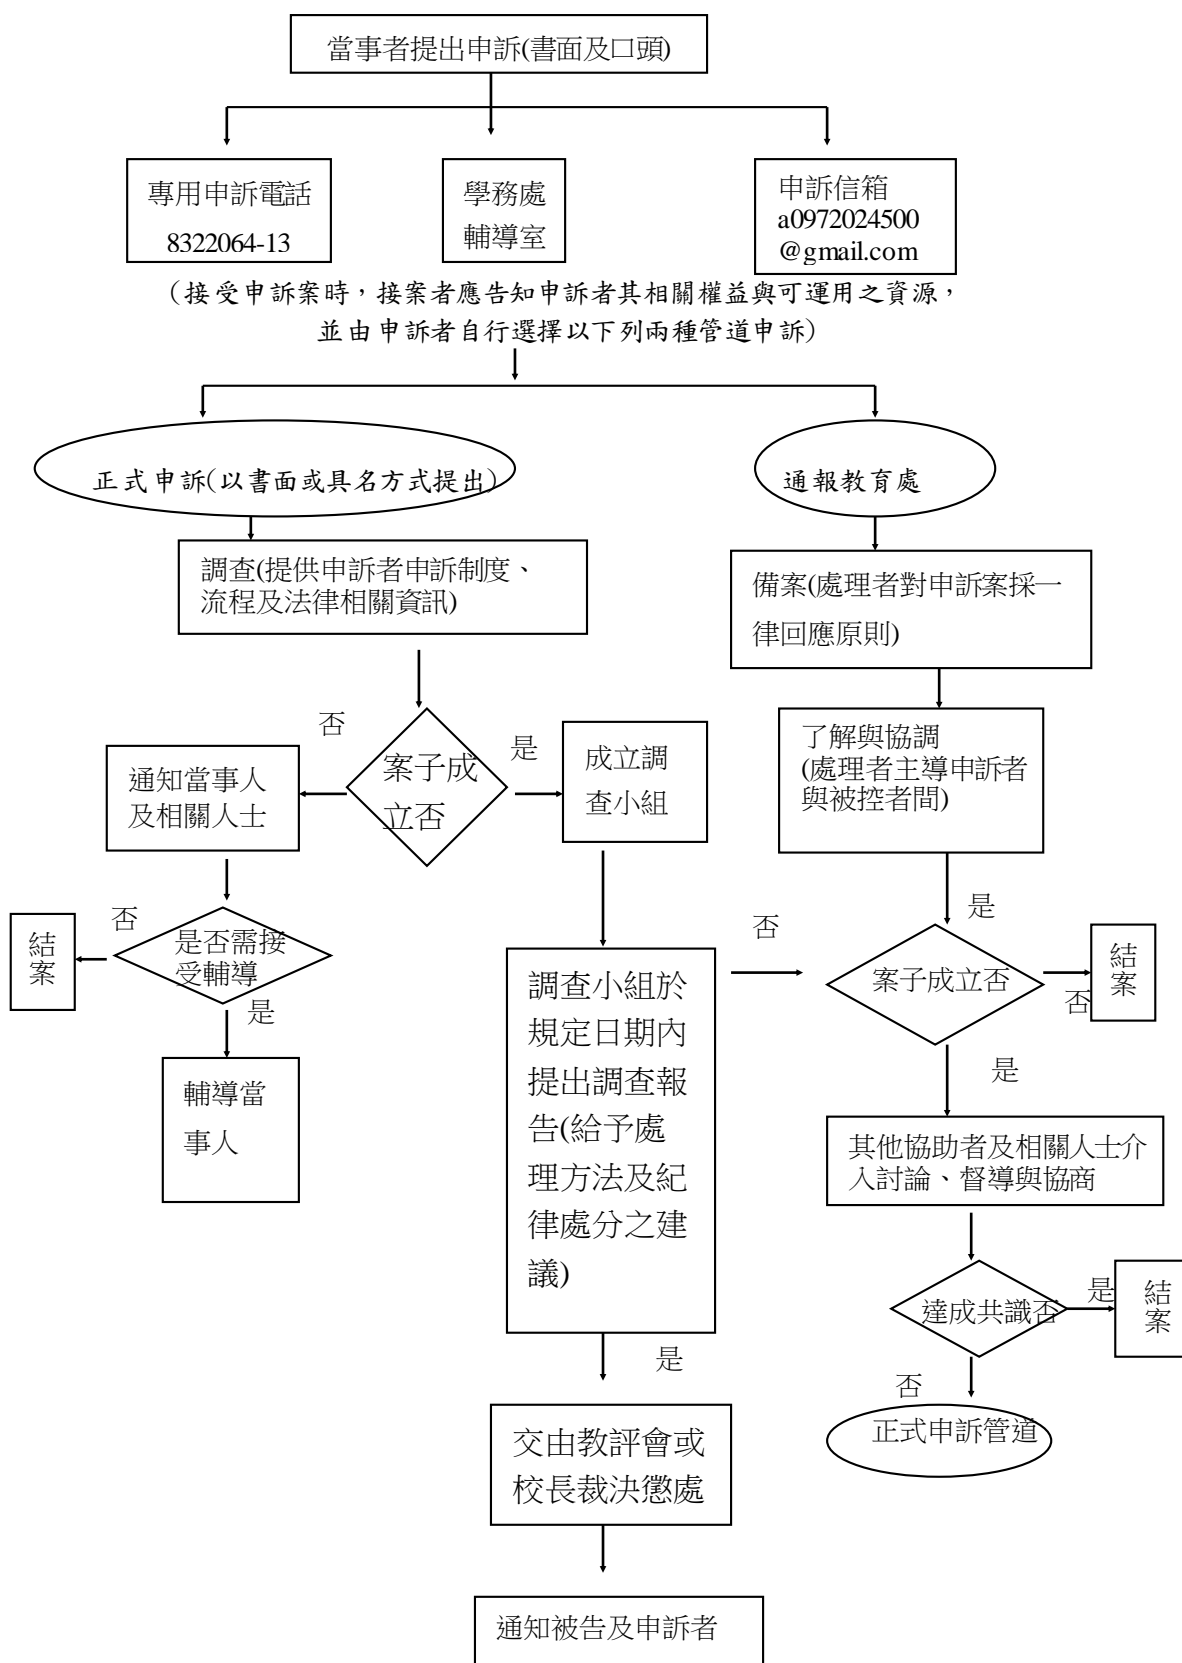 當事者提出申訴(書面及口頭)
專用申訴電話
8322064-13
學務處
輔導室
申訴信箱
a0972024500
@gmail.com
（接受申訴案時，接案者應告知申訴者其相關權益與可運用之資源，
並由申訴者自行選擇以下列兩種管道申訴）
正式申訴(以書面或具名方式提出)
通報教育處
調查(提供申訴者申訴制度、
流程及法律相關資訊)
備案(處理者對申訴案採一
律回應原則)
否
案子成
立否
是
成立調
查小組
通知當事人
及相關人士
了解與協調
(處理者主導申訴者
與被控者間)
否
結
案
是否需接
受輔導
是
輔導當
事人
調查小組於
規定日期內
提出調查報
告(給予處
理方法及紀
律處分之建
議)
否
是
案子成立否
否
結
案
是
其他協助者及相關人士介
入討論、督導與協商
達成共識否
是
結
案
否
正式申訴管道
是
交由教評會或
校長裁決懲處
通知被告及申訴者